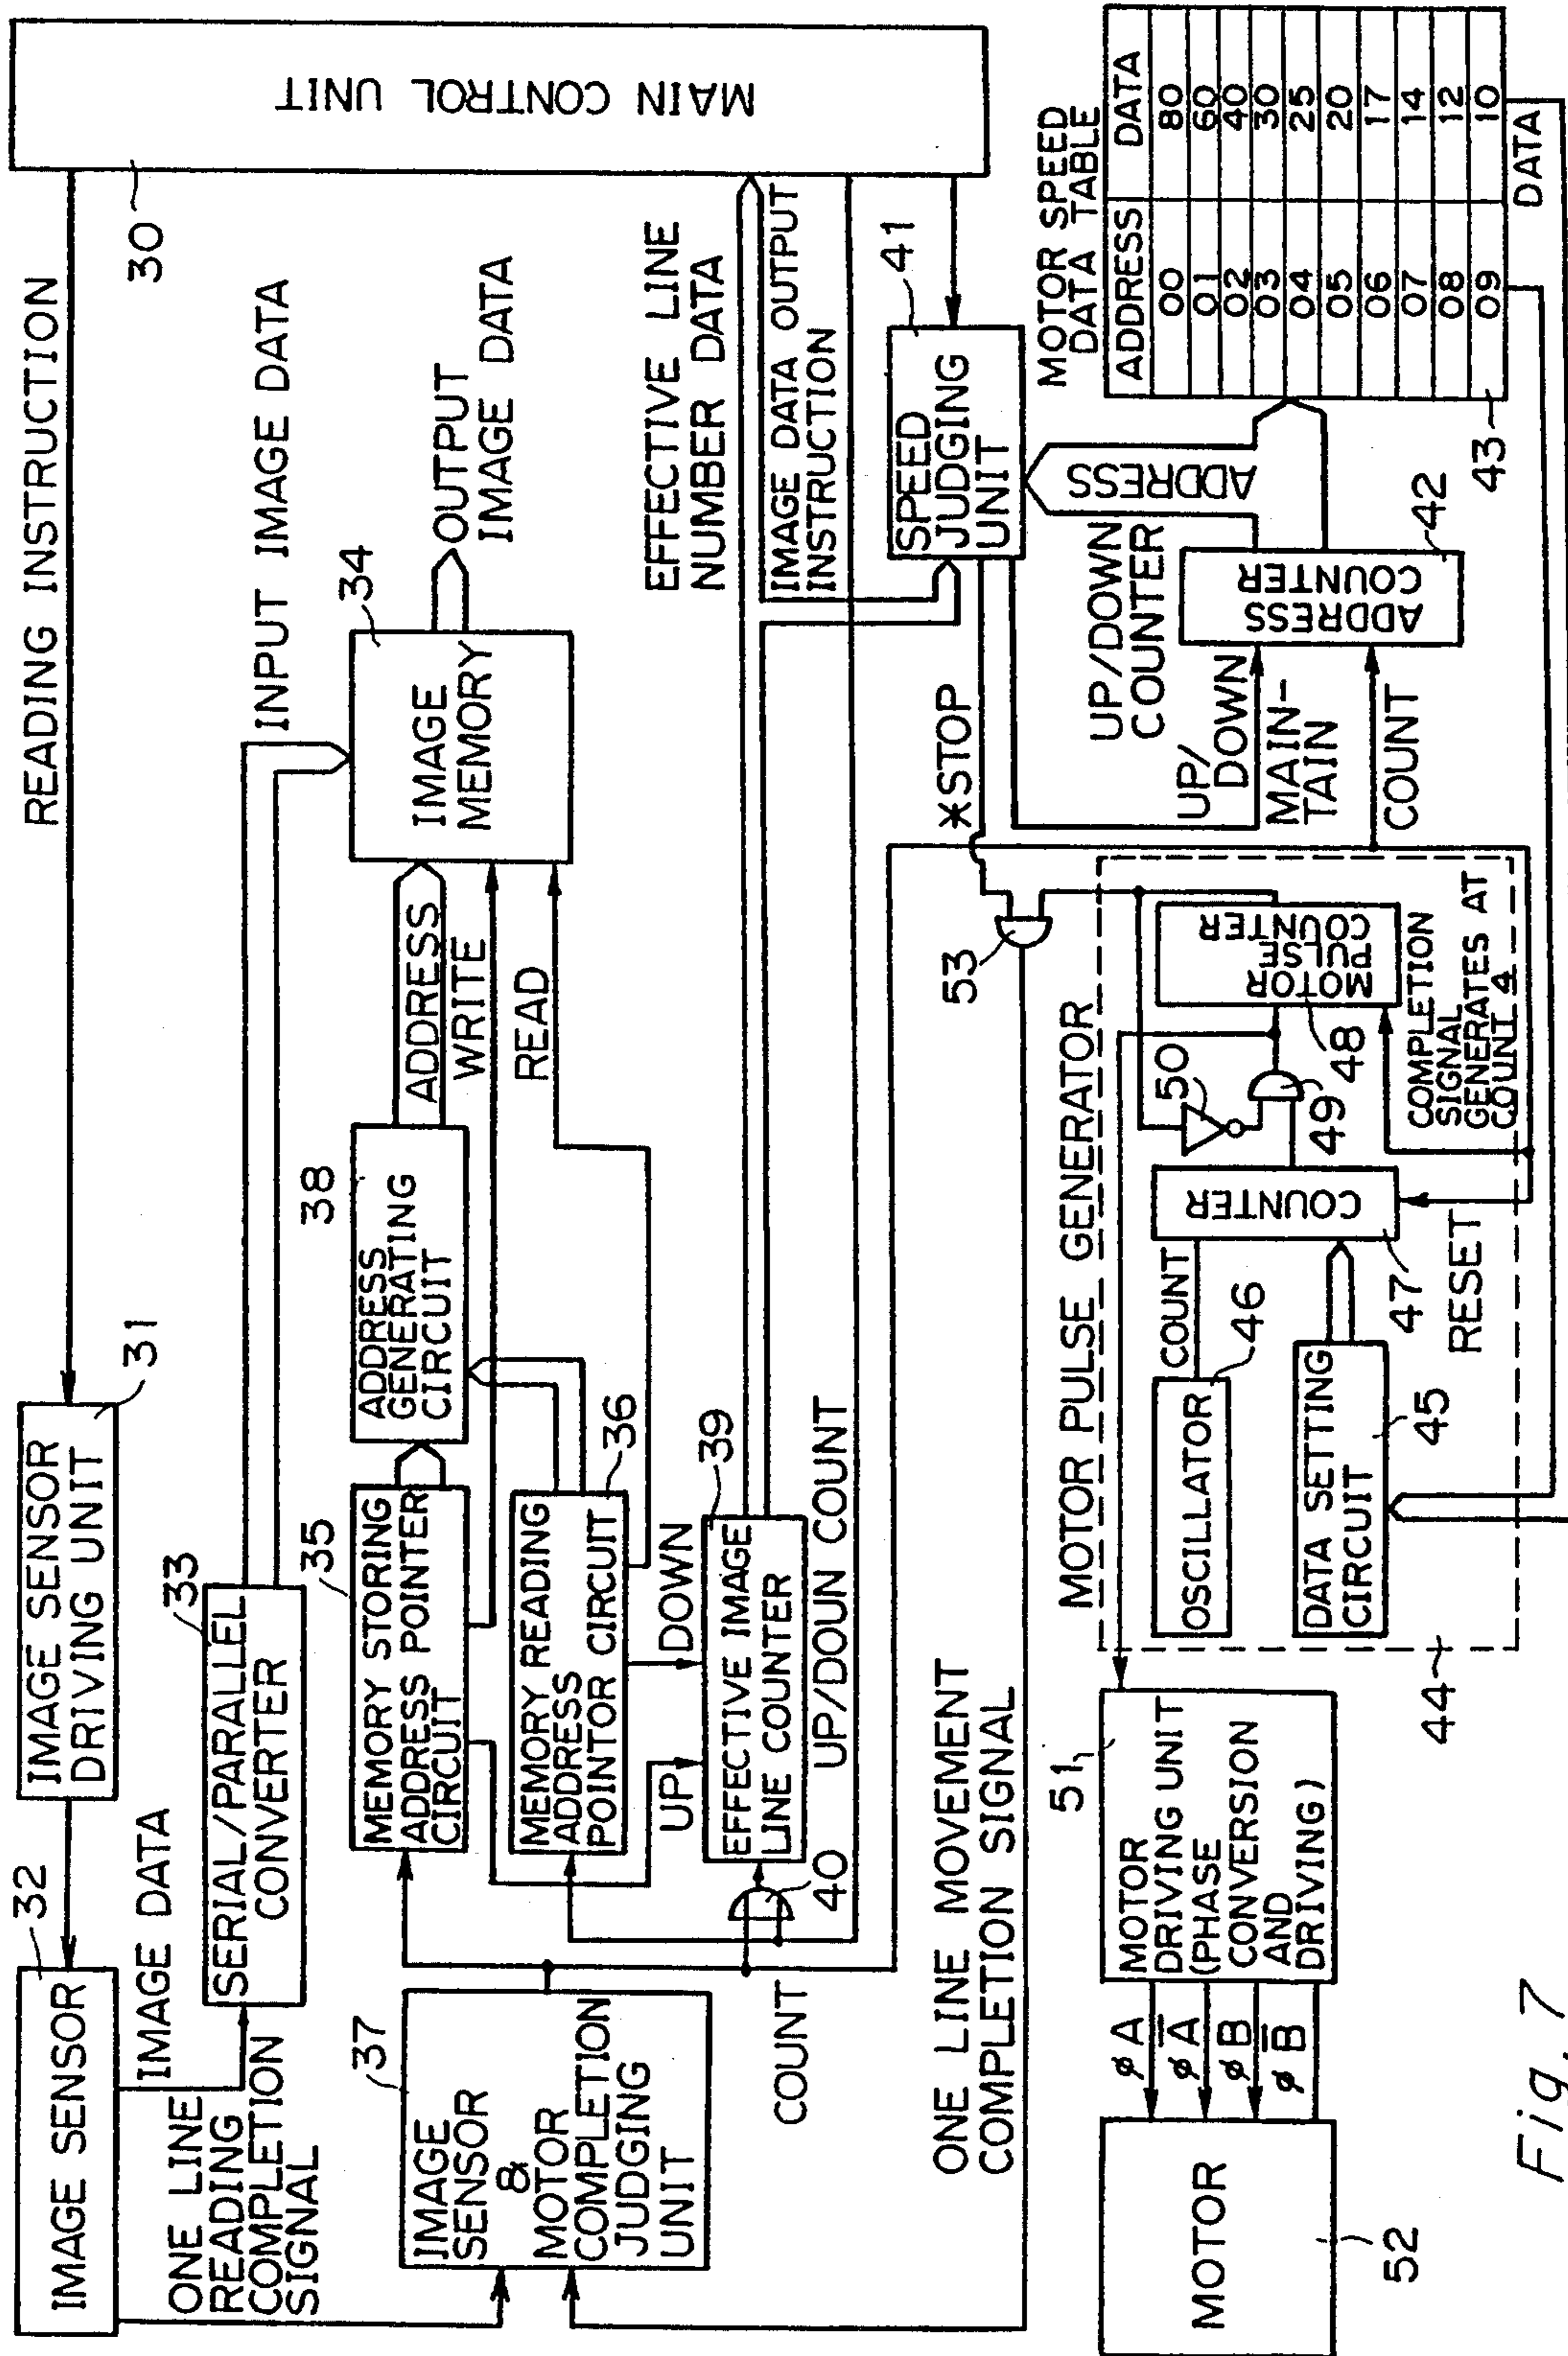 READING INSTRUCTION
MAIN CONTROL UNIT
30
IMAGE SENSOR
DRIVING UNIT
31
IMAGE SENSOR
32
IMAGE DATA
ONE LINE
READING
COMPLETION
SIGNAL
SERIAL/PARALLEL
CONVERTER
33
INPUT IMAGE DATA
IMAGE
MEMORY
34
OUTPUT
IMAGE DATA
MEMORY STORING
ADDRESS POINTER
CIRCUIT
35
ADDRESS
GENERATING
CIRCUIT
38
ADDRESS
WRITE
READ
MEMORY READING
ADDRESS
POINTOR CIRCUIT
36
IMAGE
SENSOR
&
MOTOR
COMPLETION
JUDGING
UNIT
37
UP
DOWN
EFFECTIVE IMAGE
LINE COUNTER
39
40
COUNT
UP/DOUN COUNT
EFFECTIVE LINE
NUMBER DATA
IMAGE DATA OUTPUT
INSTRUCTION
SPEED
JUDGING
UNIT
41
ONE LINE MOVEMENT
COMPLETION SIGNAL
53
*STOP
UP/DOWN
COUNTER
UP/
DOWN
MAIN-
TAIN
COUNT
ADDRESS
COUNTER
42
ADDRESS
MOTOR SPEED
DATA TABLE
ADDRESS DATA
00 80
01 60
02 40
03 30
04 25
05 20
06 17
07 14
08 12
09 10
43
DATA
MOTOR PULSE GENERATOR
44
OSCILLATOR
46
COUNT
DATA SETTING
CIRCUIT
45
COUNTER
47
RESET
50
49
MOTOR
PULSE
COUNTER
48
COMPLETION
SIGNAL
GENERATES AT
COUNT 4
MOTOR
DRIVING UNIT
(PHASE
CONVERSION
AND
DRIVING)
51
øA
øA̅
øB
øB̅
MOTOR
52
Fig. 7